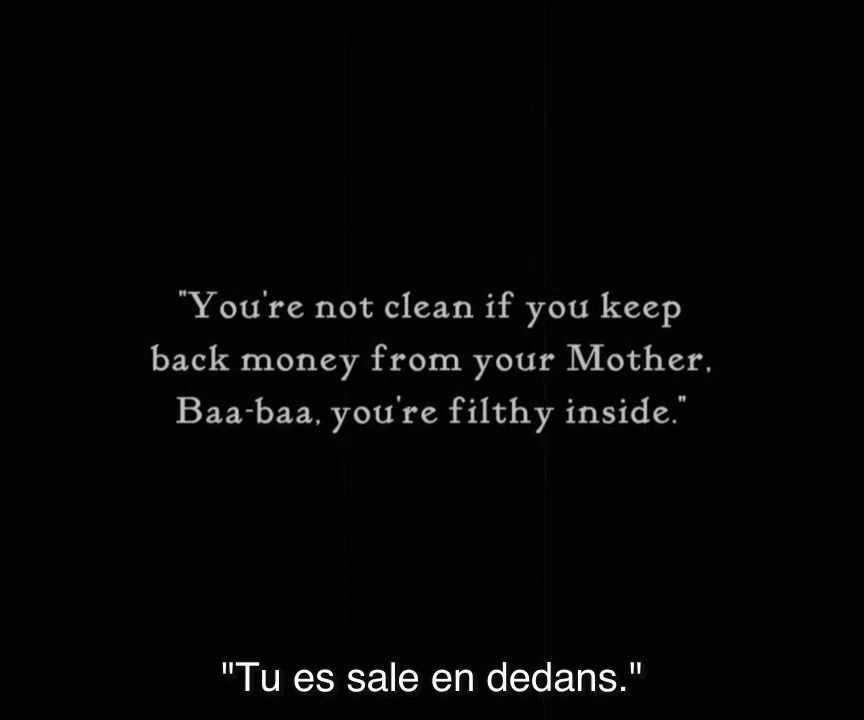 "You're not clean if you keep
back money from your Mother,
Baa-baa, you're filthy inside."
"Tu es sale en dedans."